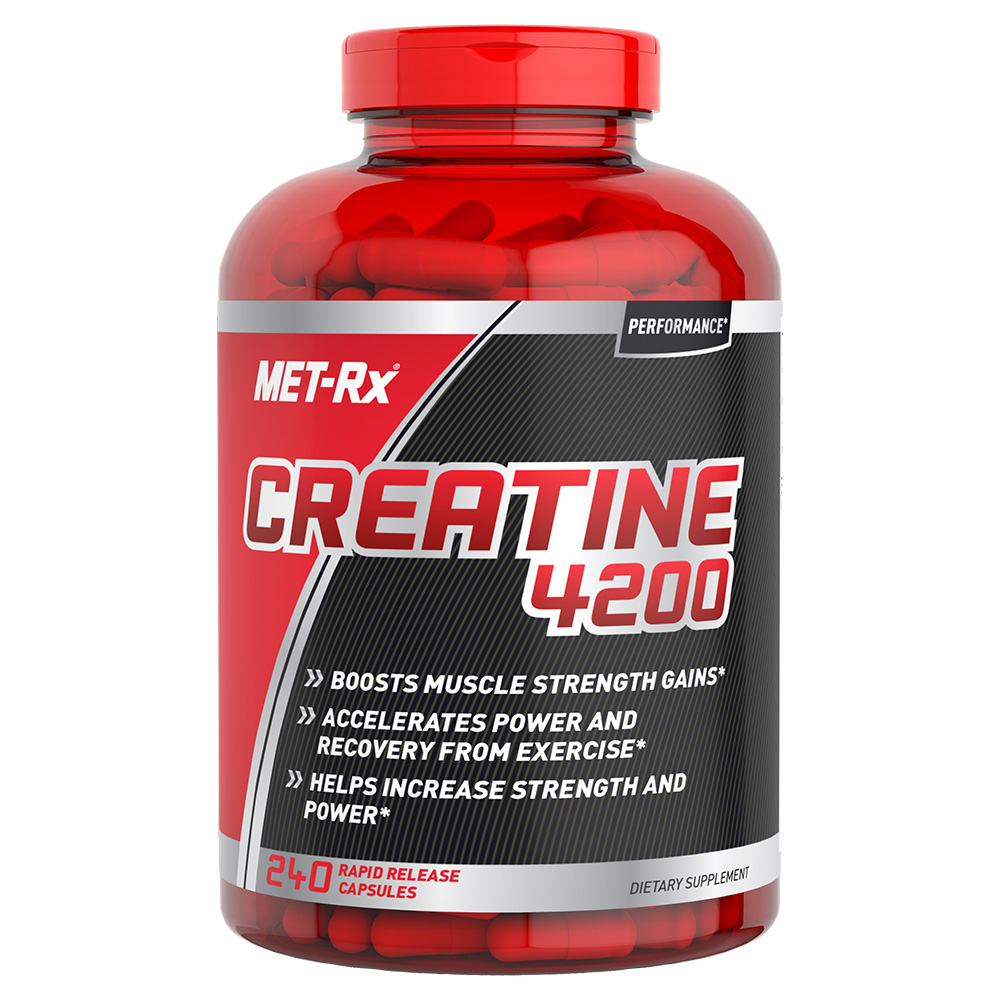 PERFORMANCE*
MET-Rx®
CREATINE
4200
» BOOSTS MUSCLE STRENGTH GAINS*
» ACCELERATES POWER AND
RECOVERY FROM EXERCISE*
» HELPS INCREASE STRENGTH AND
POWER*
240 RAPID RELEASE
CAPSULES
DIETARY SUPPLEMENT